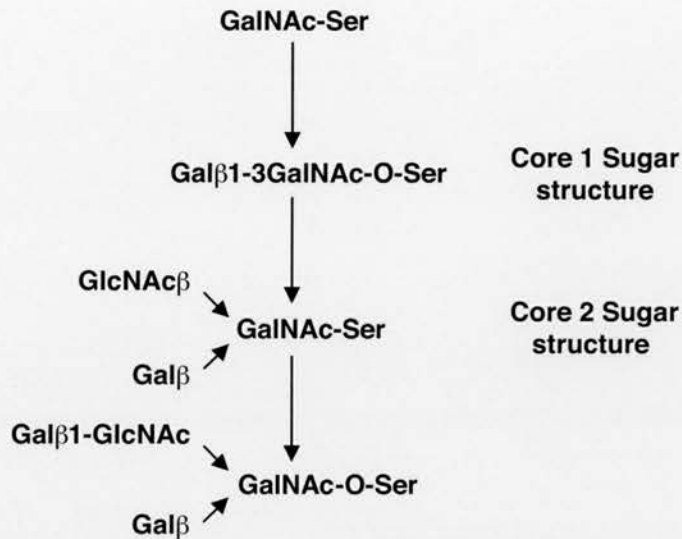 GalNAc-Ser
Galβ1-3GalNAc-O-Ser
Core 1 Sugar
structure
GlcNAcβ
GalNAc-Ser
Core 2 Sugar
structure
Galβ
Galβ1-GlcNAc
GalNAc-O-Ser
Galβ